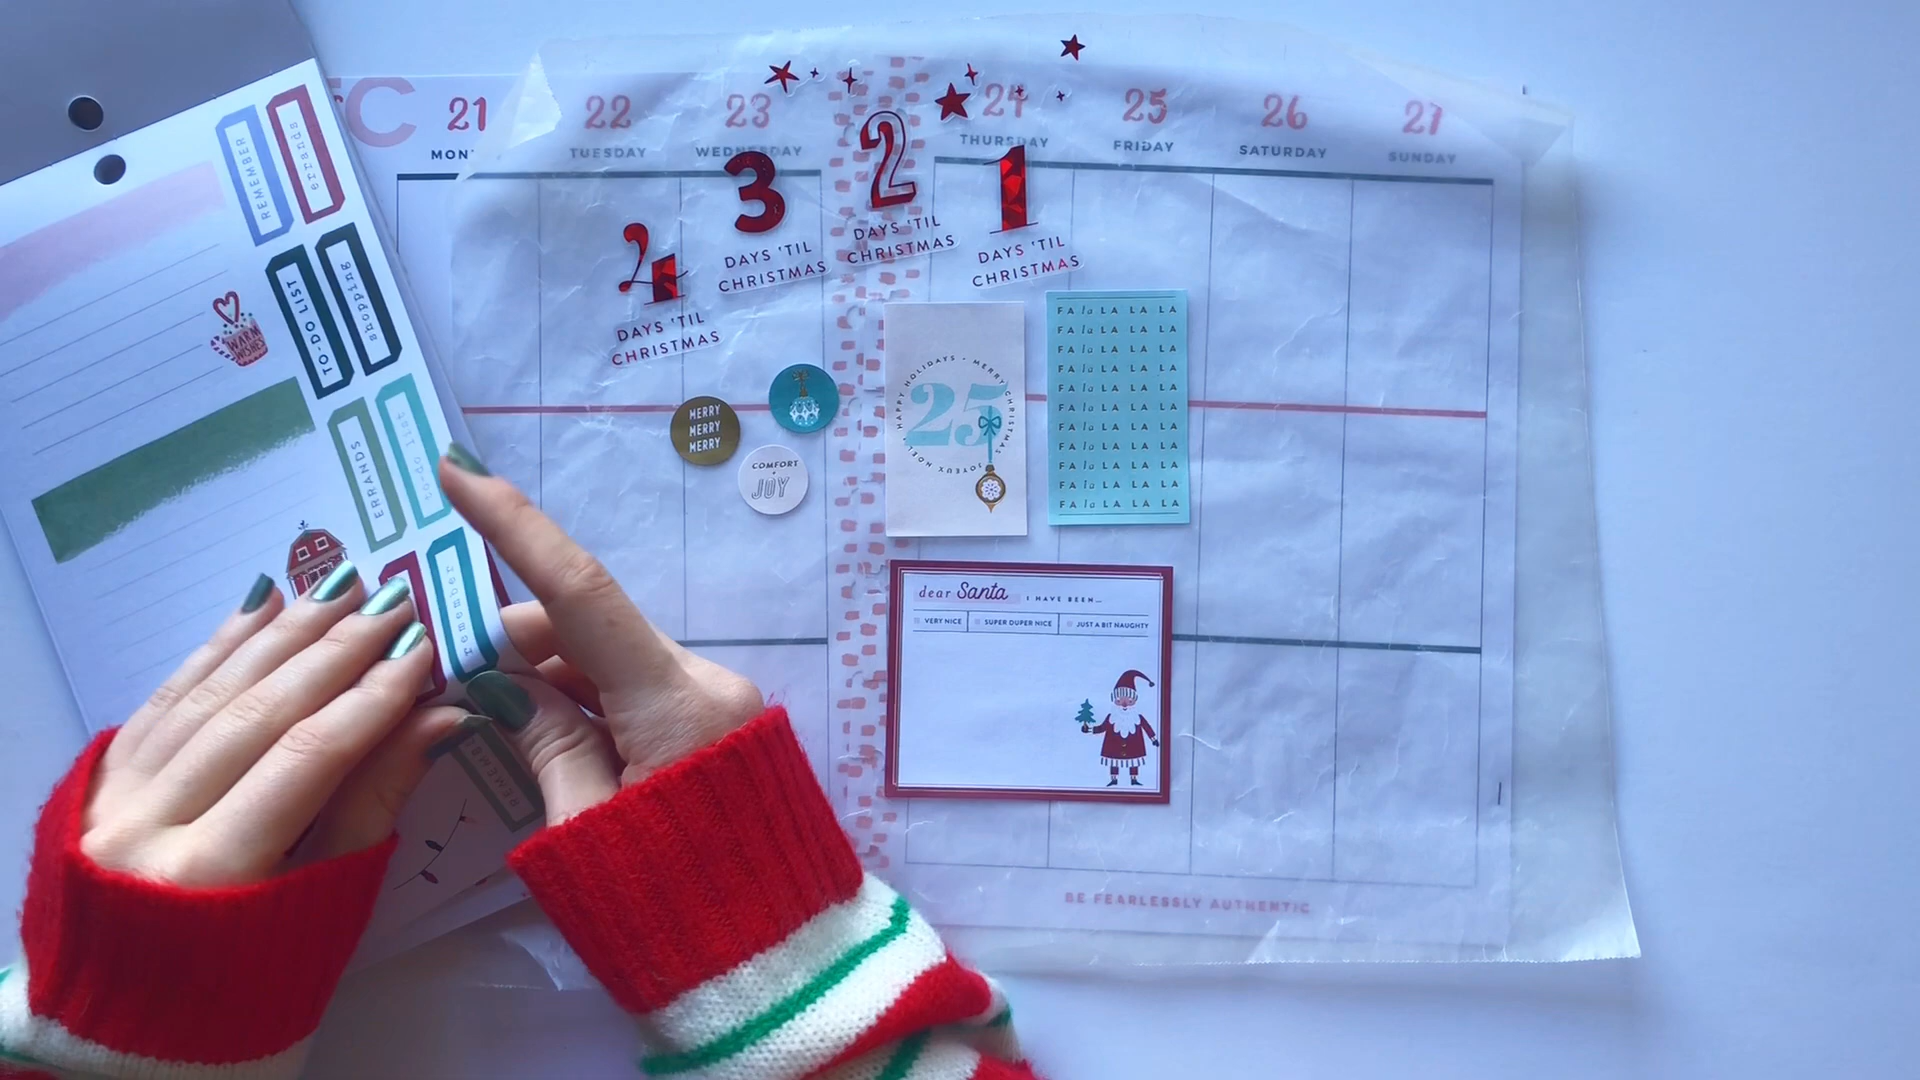 21
22
23
24
25
26
27
TUESDAY
WEDNESDAY
THURSDAY
FRIDAY
SATURDAY
SUNDAY
4
DAYS 'TIL
CHRISTMAS
3
DAYS 'TIL
CHRISTMAS
2
DAYS 'TIL
CHRISTMAS
1
DAYS 'TIL
CHRISTMAS
REMEMBER
errands
TO-DO LIST
shopping
WARM
WISHES
ERRANDS
to-do list
remember
MERRY
MERRY
MERRY
COMFORT
+
JOY
HAPPY HOLIDAYS • MERRY CHRISTMAS • JOYEUX NOEL
25
FA la LA LA LA
FA la LA LA LA
FA la LA LA LA
FA la LA LA LA
FA la LA LA LA
FA la LA LA LA
FA la LA LA LA
FA la LA LA LA
FA la LA LA LA
FA la LA LA LA
FA la LA LA LA
dear Santa I HAVE BEEN...
VERY NICE
SUPER DUPER NICE
JUST A BIT NAUGHTY
BE FEARLESSLY AUTHENTIC